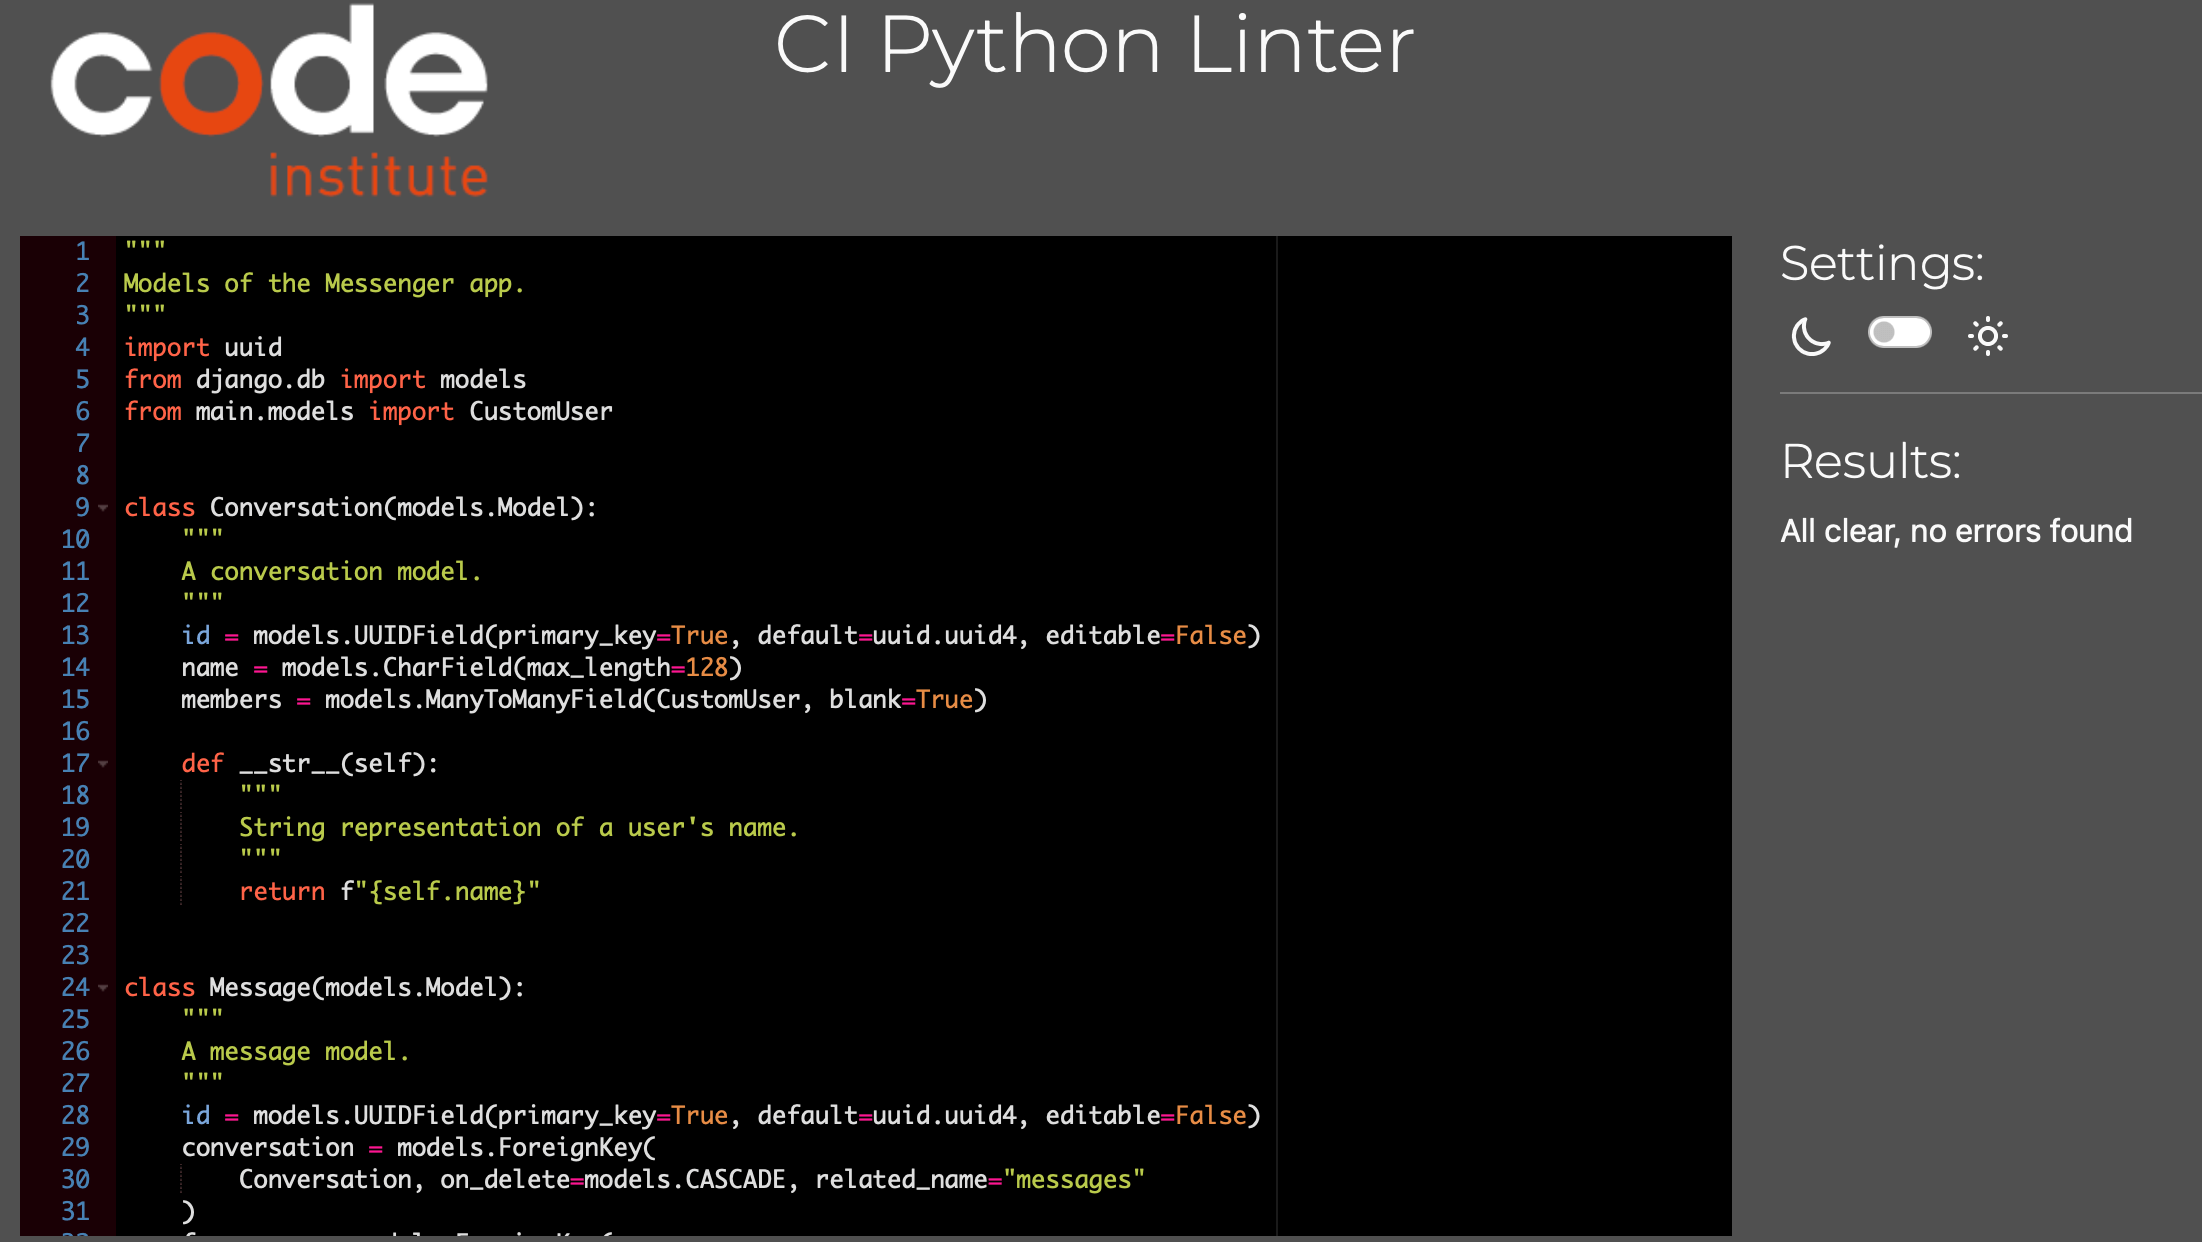 code
institute
CI Python Linter
1 """
2 Models of the Messenger app.
3 """
4 import uuid
5 from django.db import models
6 from main.models import CustomUser
7
8
9 class Conversation(models.Model):
10     """
11     A conversation model.
12     """
13     id = models.UUIDField(primary_key=True, default=uuid.uuid4, editable=False)
14     name = models.CharField(max_length=128)
15     members = models.ManyToManyField(CustomUser, blank=True)
16
17     def __str__(self):
18         """
19         String representation of a user's name.
20         """
21         return f"{self.name}"
22
23
24 class Message(models.Model):
25     """
26     A message model.
27     """
28     id = models.UUIDField(primary_key=True, default=uuid.uuid4, editable=False)
29     conversation = models.ForeignKey(
30         Conversation, on_delete=models.CASCADE, related_name="messages"
31     )
Settings:
Results:
All clear, no errors found